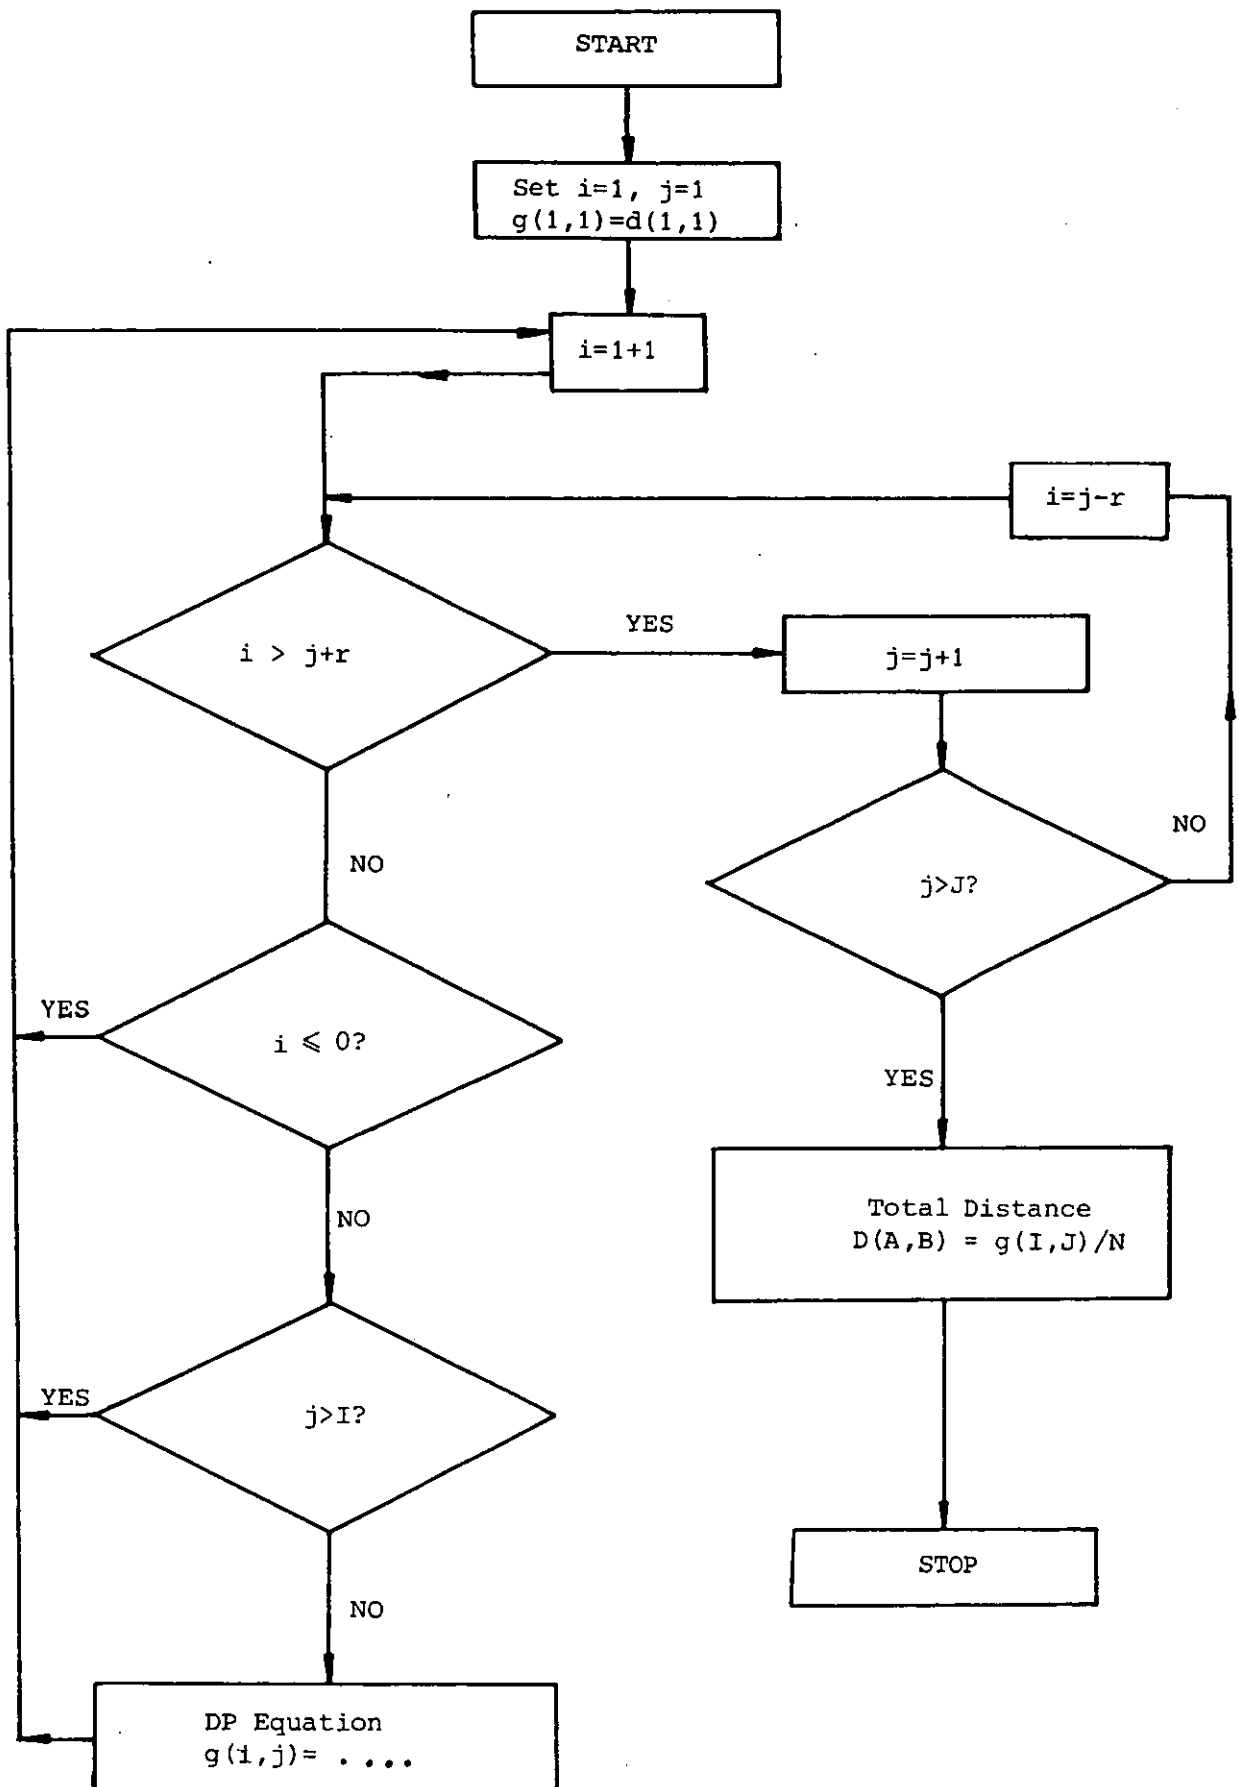 START
Set i=1, j=1
g(1,1)=d(1,1)
i=1+1
i=j-r
i > j+r
YES
j=j+1
NO
j>J?
NO
YES
i ⩽ 0?
YES
NO
Total Distance
D(A,B) = g(I,J)/N
YES
j>I?
NO
STOP
DP Equation
g(i,j)= . . . .